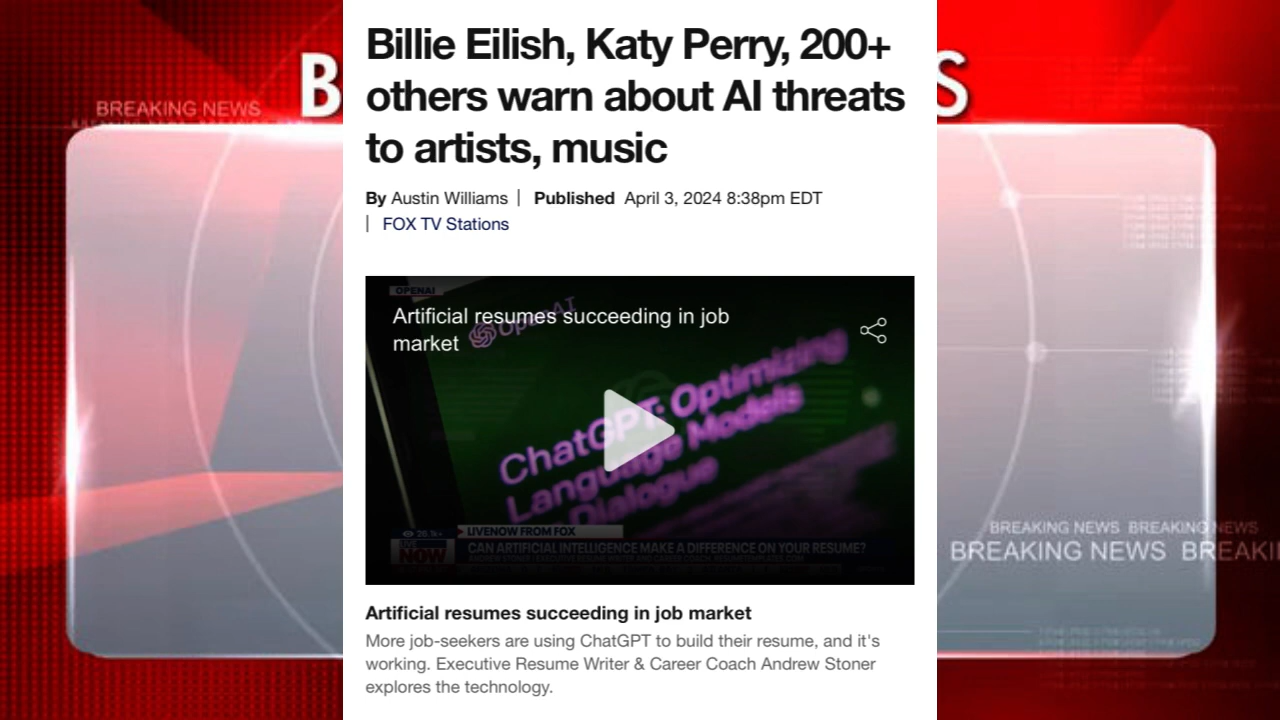 BREAKING NEWS
B
S
Billie Eilish, Katy Perry, 200+
others warn about AI threats
to artists, music
By Austin Williams | Published April 3, 2024 8:38pm EDT
| FOX TV Stations
OPENAI
Artificial resumes succeeding in job
market
OpenAI
ChatGPT: Optimizing
Language Models
Dialogue
LIVENOW FROM FOX
NOW
CAN ARTIFICIAL INTELLIGENCE MAKE A DIFFERENCE ON YOUR RESUME?
Artificial resumes succeeding in job market
More job-seekers are using ChatGPT to build their resume, and it's
working. Executive Resume Writer & Career Coach Andrew Stoner
explores the technology.
BREAKING NEWS BREAKING NEWS
BREAKING NEWS BREAKI